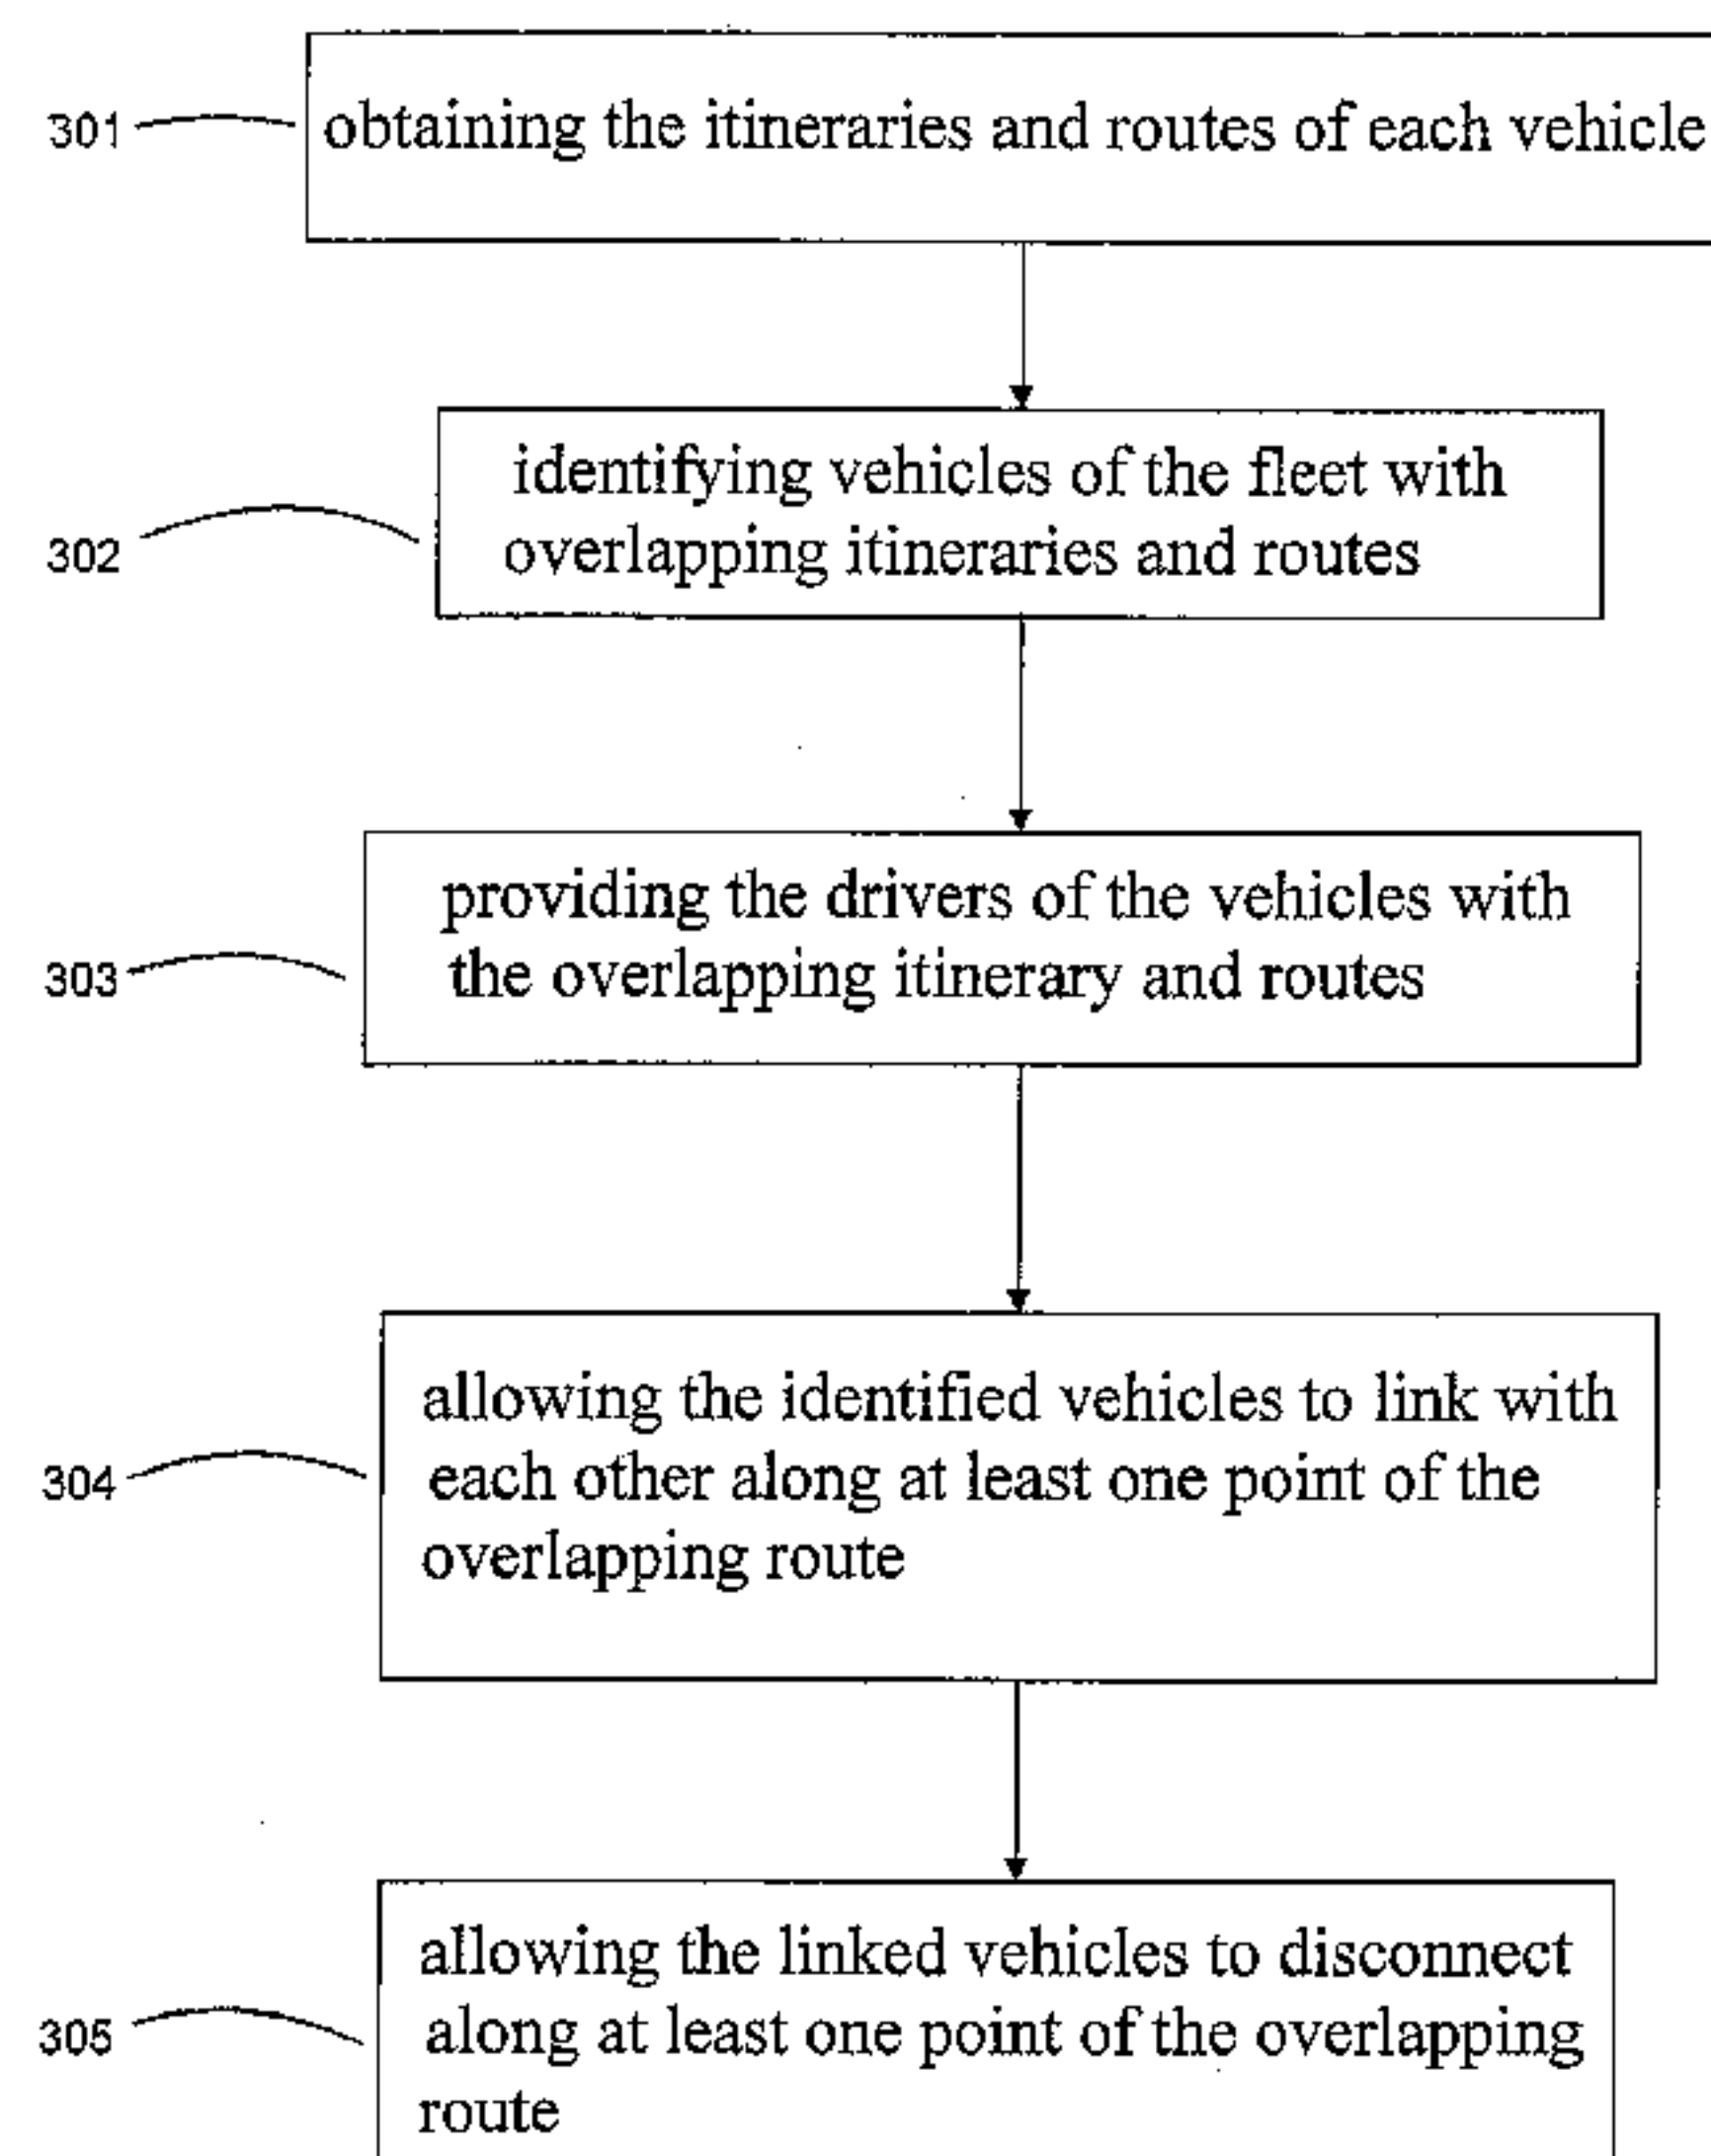 301
obtaining the itineraries and routes of each vehicle
identifying vehicles of the fleet with
302
overlapping itineraries and routes
providing the drivers of the vehicles with
303
the overlapping itinerary and routes
allowing the identified vehicles to link with
304
each other along at least one point of the
overlapping route
allowing the linked vehicles to disconnect
305
along at least one point of the overlapping
route